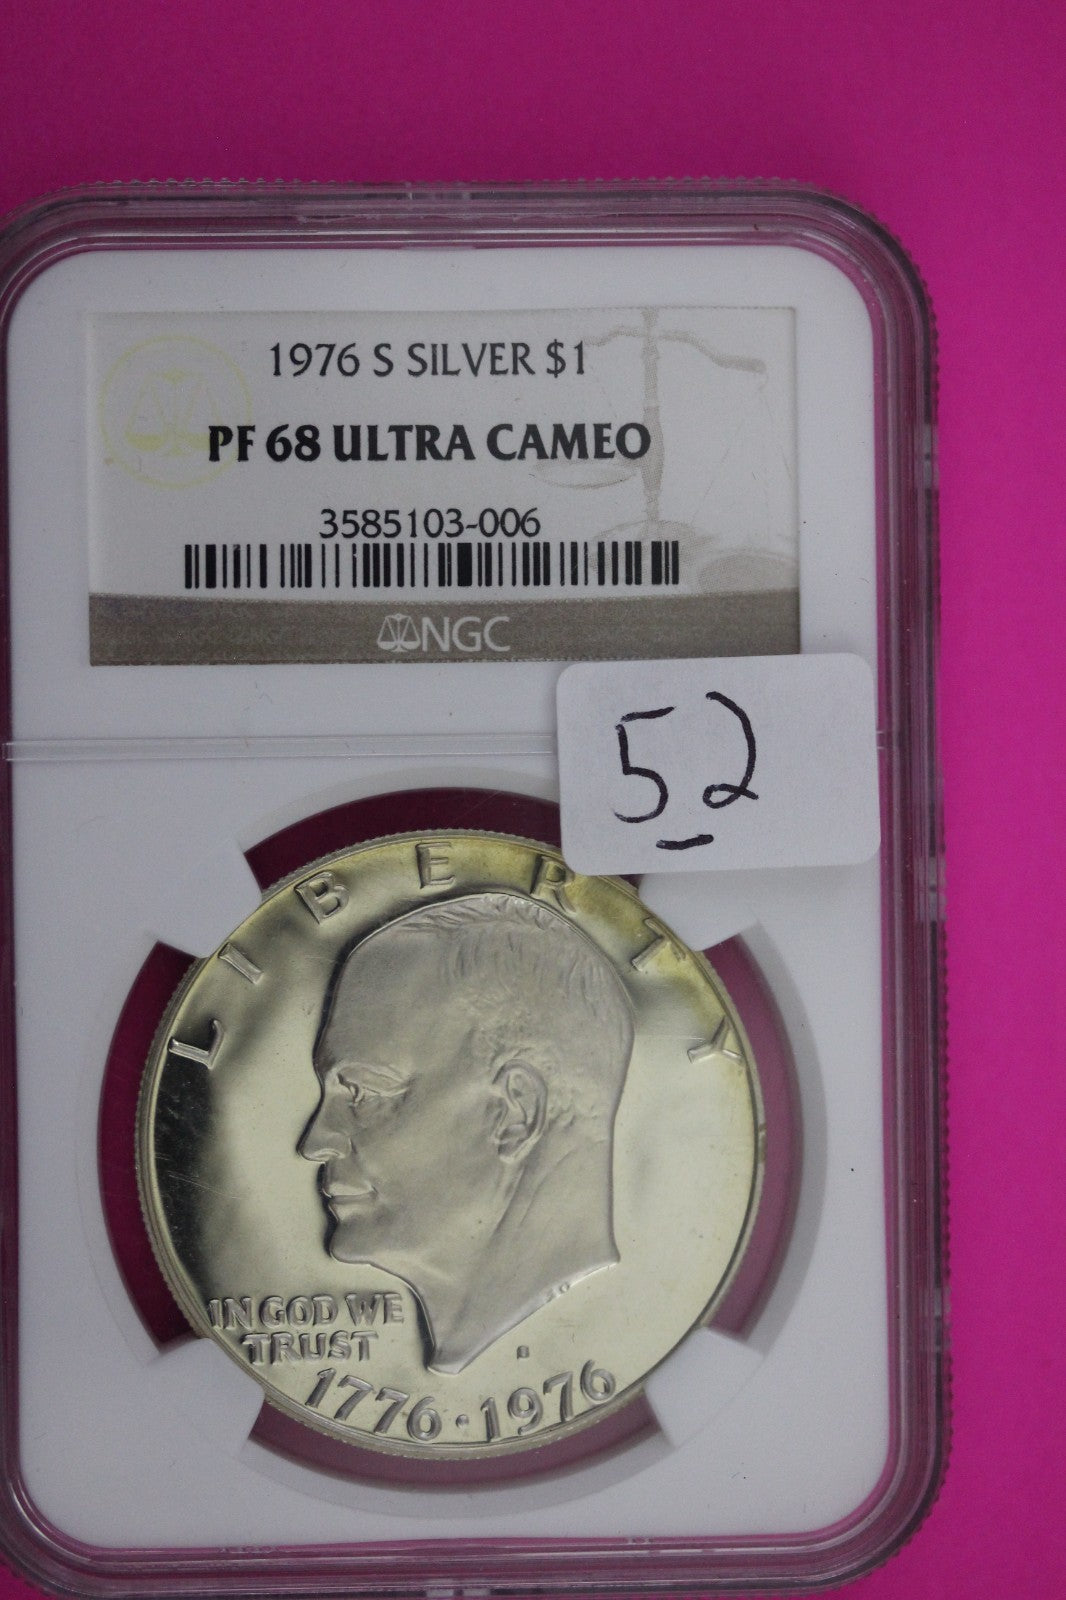 1976 S SILVER $1
PF 68 ULTRA CAMEO
3585103-006
NGC
52
LIBERTY
IN GOD WE
TRUST
S
1776·1976